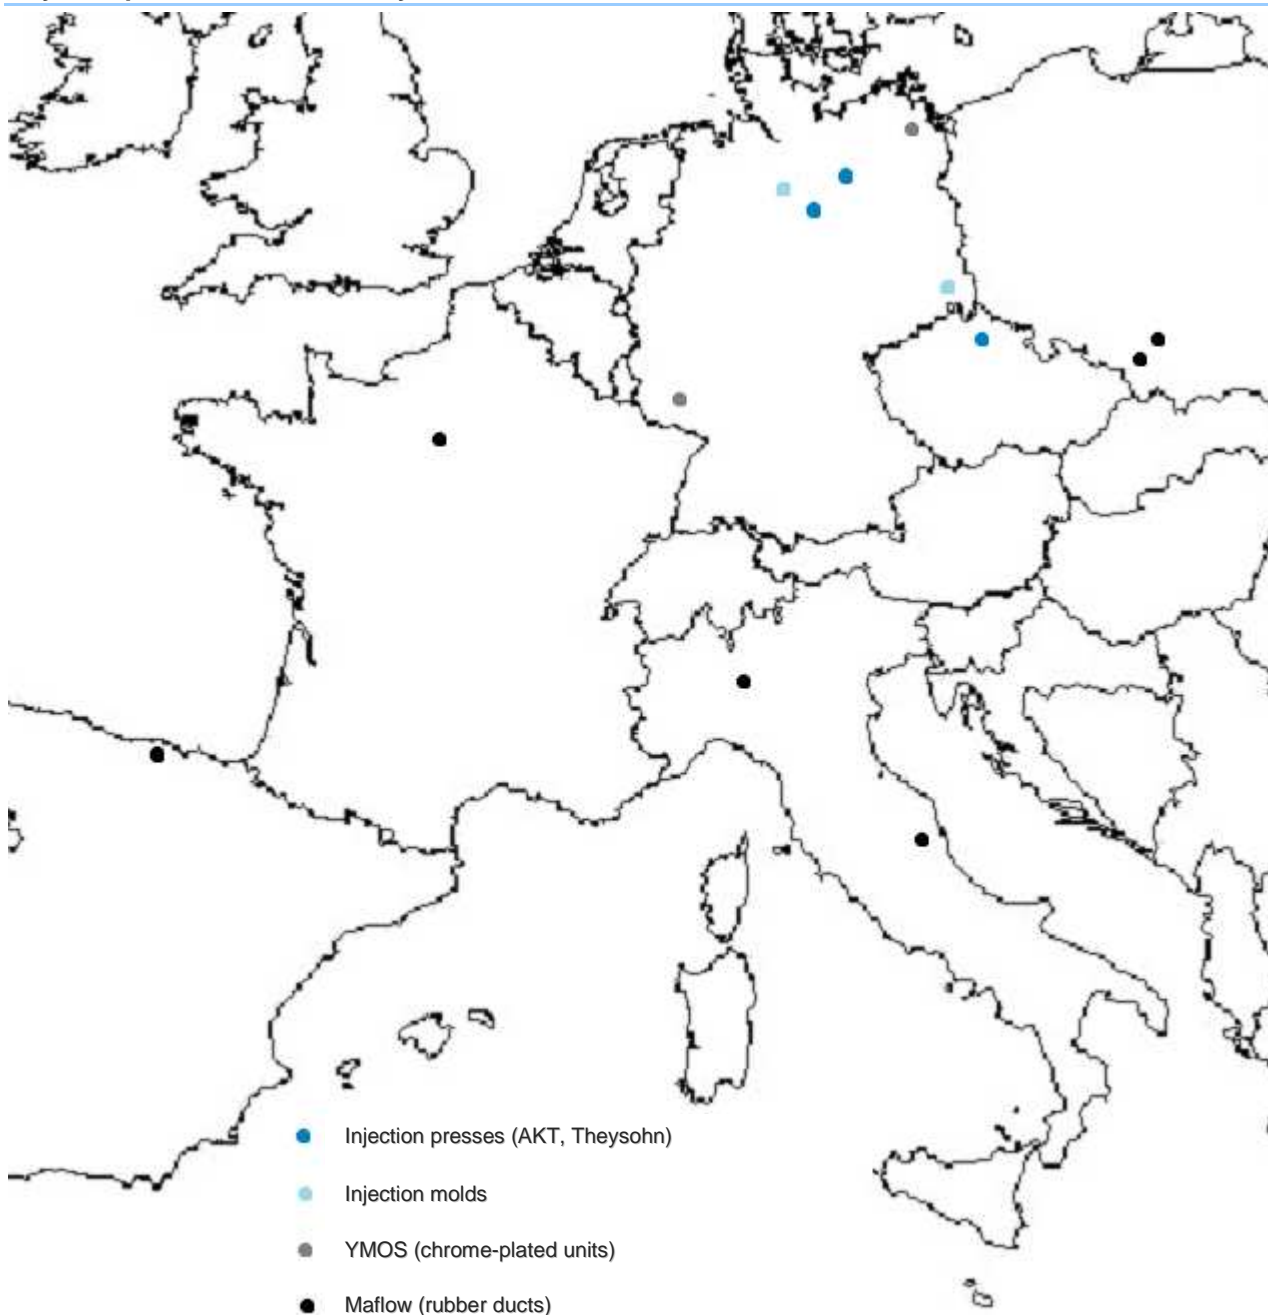 Injection presses (AKT, Theysohn)
Injection molds
YMOS (chrome-plated units)
Maflow (rubber ducts)